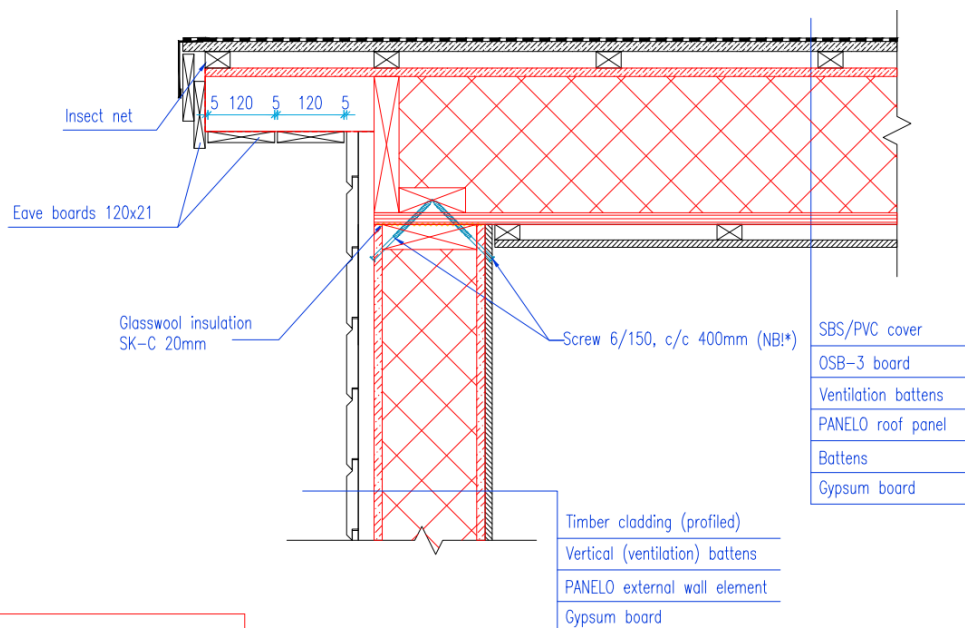 Insect net
5 120 5 120 5
Eave boards 120x21
Glasswool insulation
SK-C 20mm
Screw 6/150, c/c 400mm (NB!*)
SBS/PVC cover
OSB-3 board
Ventilation battens
PANELO roof panel
Battens
Gypsum board
Timber cladding (profiled)
Vertical (ventilation) battens
PANELO external wall element
Gypsum board